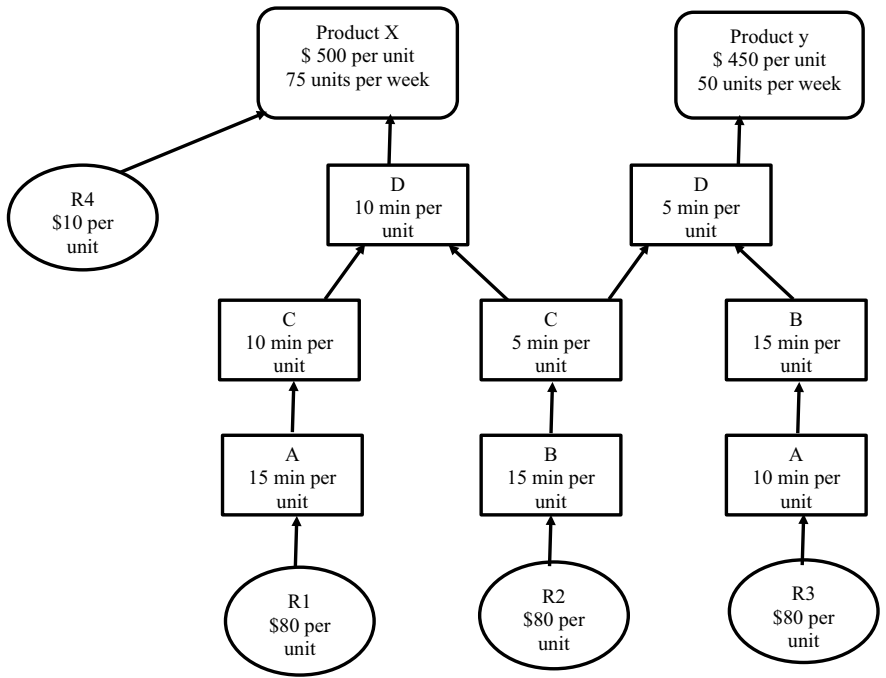 Product X
$ 500 per unit
75 units per week
Product y
$ 450 per unit
50 units per week
R4
$10 per
unit
D
10 min per
unit
D
5 min per
unit
C
10 min per
unit
C
5 min per
unit
B
15 min per
unit
A
15 min per
unit
B
15 min per
unit
A
10 min per
unit
R1
$80 per
unit
R2
$80 per
unit
R3
$80 per
unit